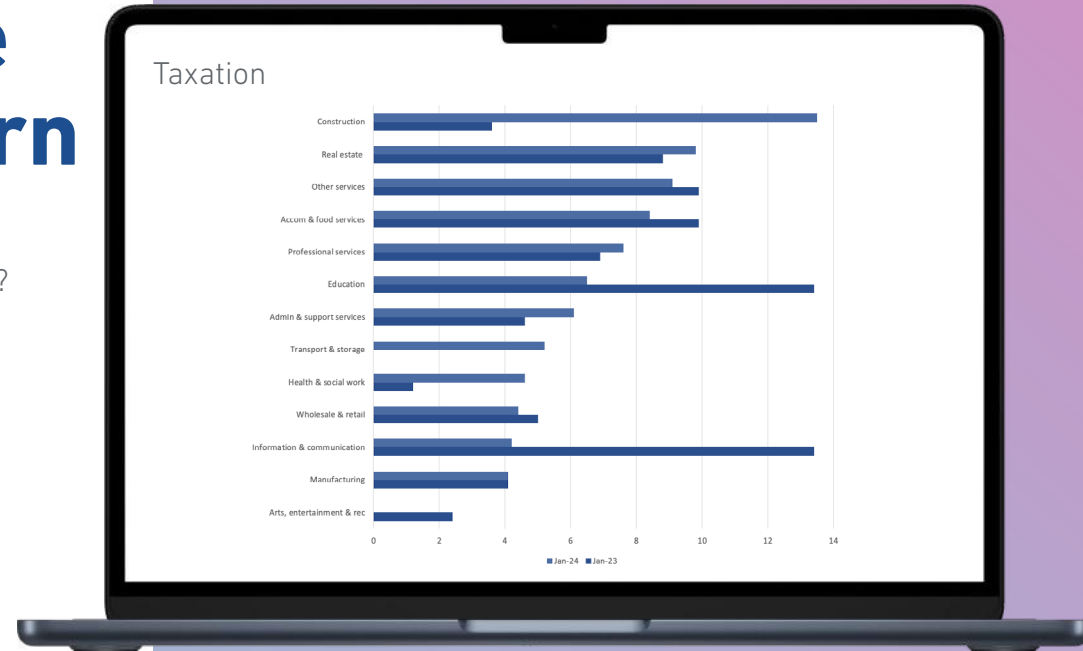 e
rn
?
Taxation
Construction
Real estate
Other services
Accom & food services
Professional services
Education
Admin & support services
Transport & storage
Health & social work
Wholesale & retail
Information & communication
Manufacturing
Arts, entertainment & rec
0 2 4 6 8 10 12 14
Jan-24 Jan-23